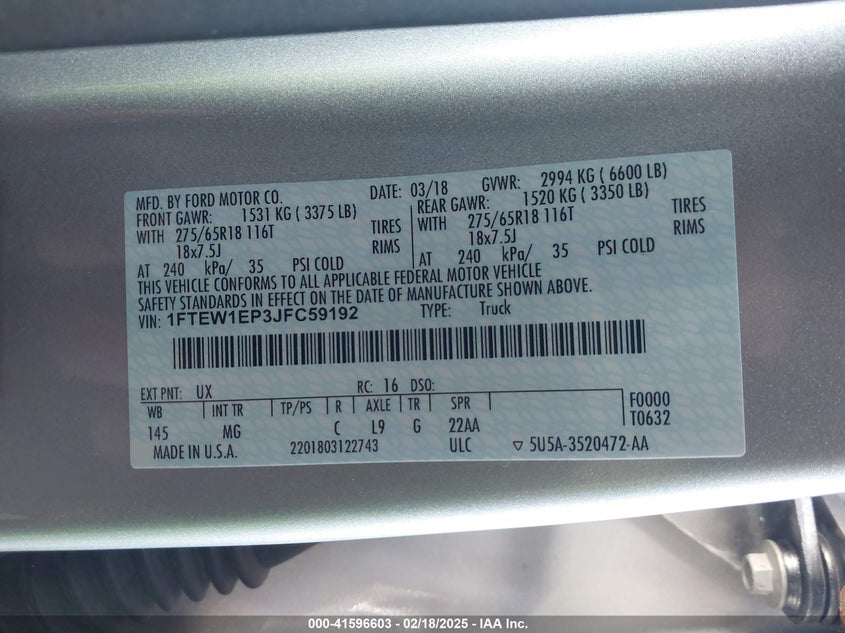 MFD. BY FORD MOTOR CO. DATE: 03/18 GVWR: 2994 KG ( 6600 LB)
FRONT GAWR: 1531 KG ( 3375 LB) REAR GAWR: 1520 KG ( 3350 LB)
WITH 275/65R18 116T TIRES 275/65R18 116T TIRES
18x7.5J RIMS 18x7.5J RIMS
AT 240 kPa/ 35 PSI COLD AT 240 kPa/ 35 PSI COLD
THIS VEHICLE CONFORMS TO ALL APPLICABLE FEDERAL MOTOR VEHICLE
SAFETY STANDARDS IN EFFECT ON THE DATE OF MANUFACTURE SHOWN ABOVE.
VIN: 1FTEW1EP3JFC59192 TYPE: Truck
EXT PNT: UX RC: 16 DSO:
WB INT TR TP/PS R AXLE TR SPR F0000
145 MG C L9 G 22AA T0632
MADE IN U.S.A. 2201803122743 ULC ▽ 5U5A-3520472-AA
000-41596603 - 02/18/2025 - IAA Inc.